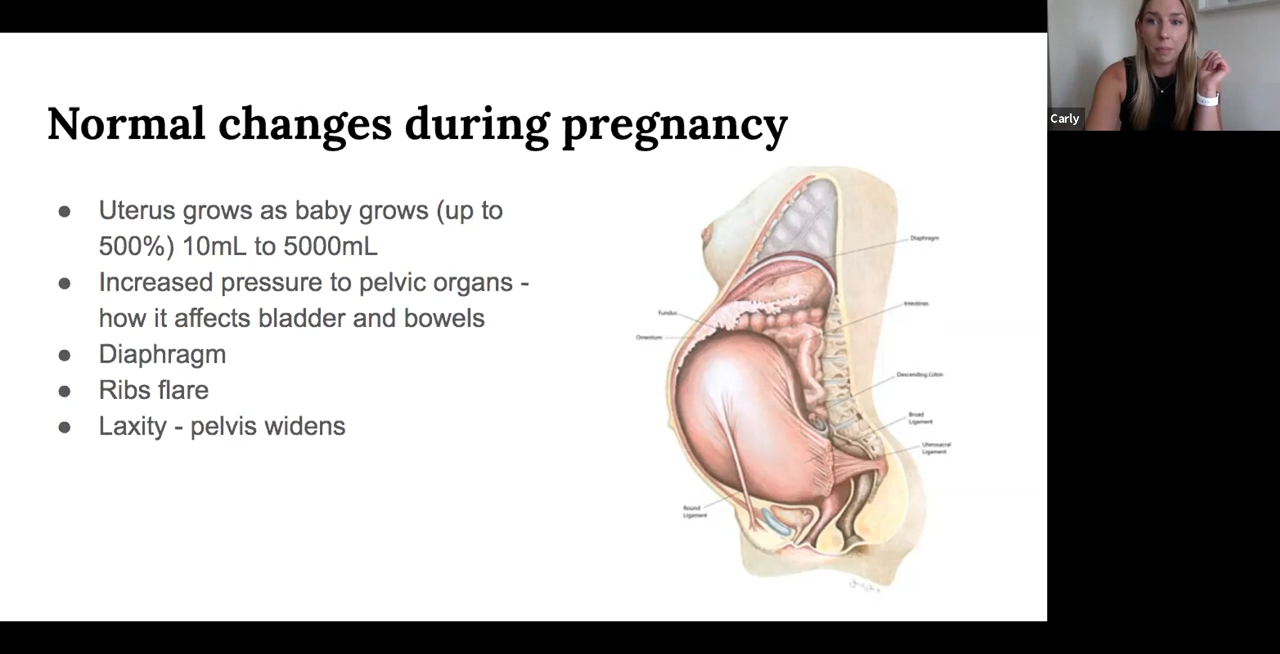 Normal changes during pregnancy
● Uterus grows as baby grows (up to
500%) 10mL to 5000mL
● Increased pressure to pelvic organs -
how it affects bladder and bowels
● Diaphragm
● Ribs flare
● Laxity - pelvis widens
Diaphragm
Intestines
Fundus
Omentum
Descending Colon
Broad
Ligament
Uterosacral
Ligament
Round
Ligament
Carly